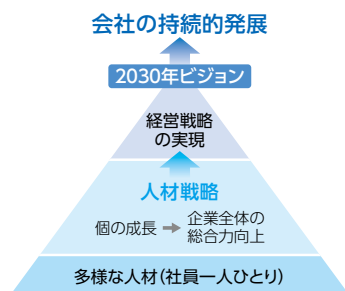 会社の持続的発展
2030年ビジョン
経営戦略
の実現
人材戦略
個の成長
企業全体の
総合力向上
多様な人材(社員一人ひとり)